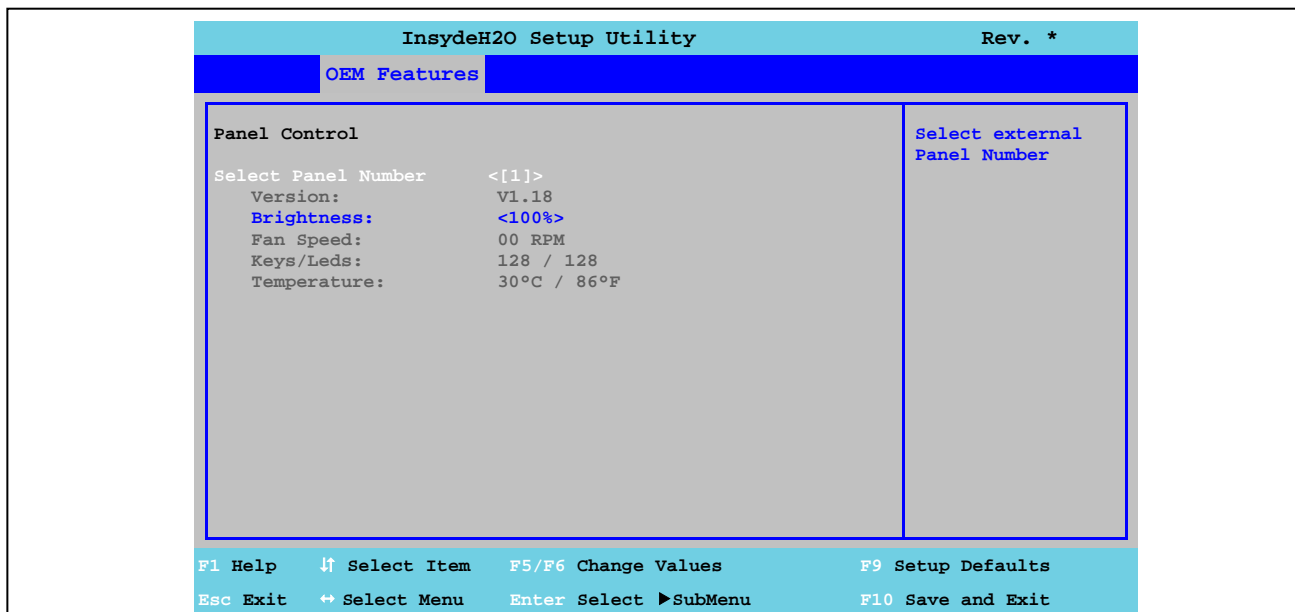 InsydeH2O Setup Utility Rev. *
OEM Features
Panel Control
Select external
Panel Number
Select Panel Number <[1]>
Version: V1.18
Brightness: <100%>
Fan Speed: 00 RPM
Keys/Leds: 128 / 128
Temperature: 30°C / 86°F
F1 Help ↓↑ Select Item F5/F6 Change Values F9 Setup Defaults
Esc Exit ↔ Select Menu Enter Select ▶SubMenu F10 Save and Exit